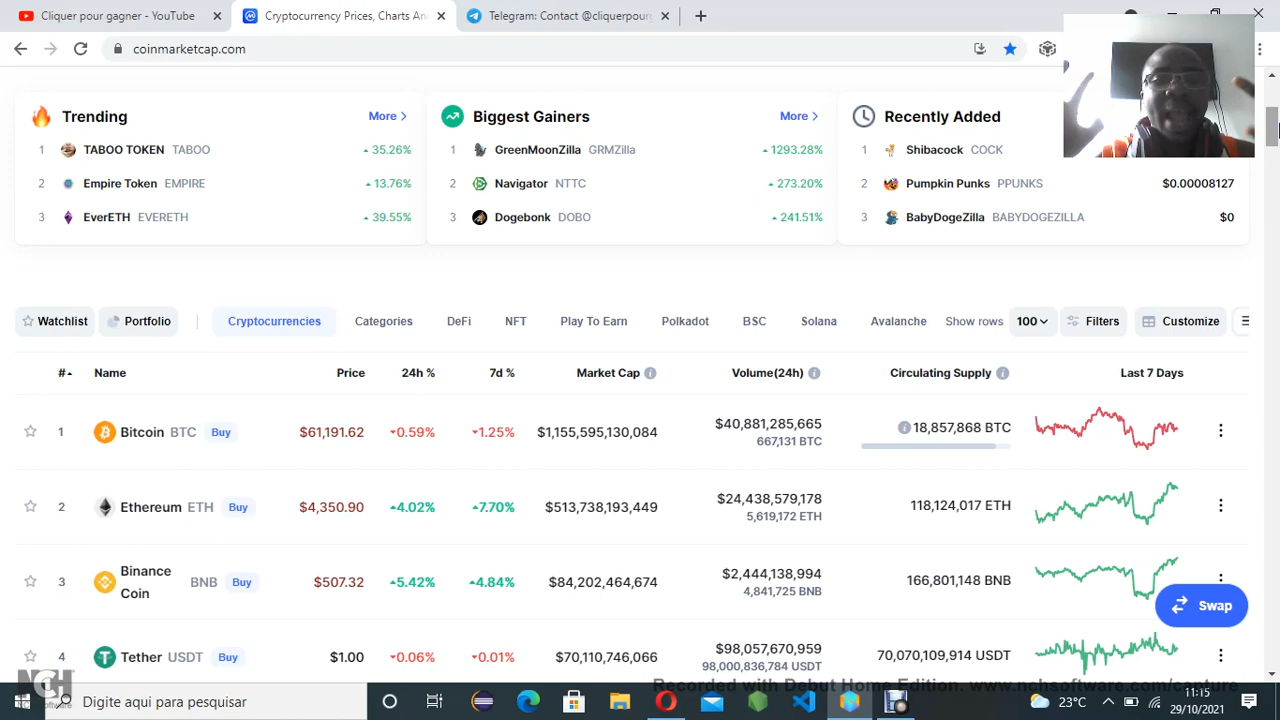 Cliquer pour gagner - YouTube
Cryptocurrency Prices, Charts An
Telegram: Contact @cliquerpour
coinmarketcap.com
Trending More
1 TABOO TOKEN TABOO 35.26%
2 Empire Token EMPIRE 13.76%
3 EverETH EVERETH 39.55%
Biggest Gainers More
1 GreenMoonZilla GRMZilla 1293.28%
2 Navigator NTTC 273.20%
3 Dogebonk DOBO 241.51%
Recently Added
1 Shibacock COCK
2 Pumpkin Punks PPUNKS $0.00008127
3 BabyDogeZilla BABYDOGEZILLA $0
Watchlist Portfolio Cryptocurrencies Categories DeFi NFT Play To Earn Polkadot BSC Solana Avalanche Show rows 100 Filters Customize
# Name Price 24h % 7d % Market Cap Volume(24h) Circulating Supply Last 7 Days
1 Bitcoin BTC Buy $61,191.62 0.59% 1.25% $1,155,595,130,084 $40,881,285,665 18,857,868 BTC
667,131 BTC
2 Ethereum ETH Buy $4,350.90 4.02% 7.70% $513,738,193,449 $24,438,579,178 118,124,017 ETH
5,619,172 ETH
3 Binance Coin BNB Buy $507.32 5.42% 4.84% $84,202,464,674 $2,444,138,994 166,801,148 BNB
4,841,725 BNB
Swap
4 Tether USDT Buy $1.00 0.06% 0.01% $70,110,746,066 $98,057,670,959 70,070,109,914 USDT
98,000,836,784 USDT
NCH Software
Recorded with Debut Home Edition. www.nchsoftware.com/capture
Digite aqui para pesquisar
23°C
11:15
29/10/2021